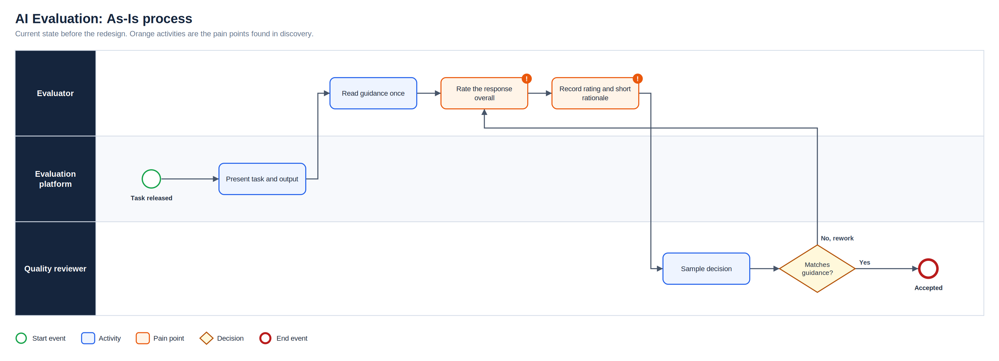 AI Evaluation: As-Is process
Current state before the redesign. Orange activities are the pain points found in discovery.
Evaluator
Read guidance once
Rate the response
overall
!
Record rating and short
rationale
!
Evaluation
platform
Task released
Present task and output
Quality reviewer
Sample decision
Matches
guidance?
No, rework
Yes
Accepted
Start event
Activity
Pain point
Decision
End event